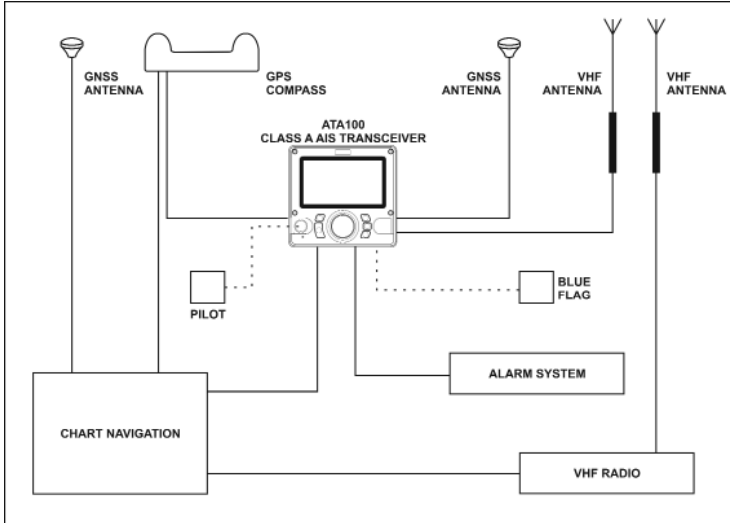 GNSS
ANTENNA
GPS
COMPASS
GNSS
ANTENNA
VHF
ANTENNA
VHF
ANTENNA
ATA100
CLASS A AIS TRANSCEIVER
PILOT
BLUE
FLAG
ALARM SYSTEM
CHART NAVIGATION
VHF RADIO